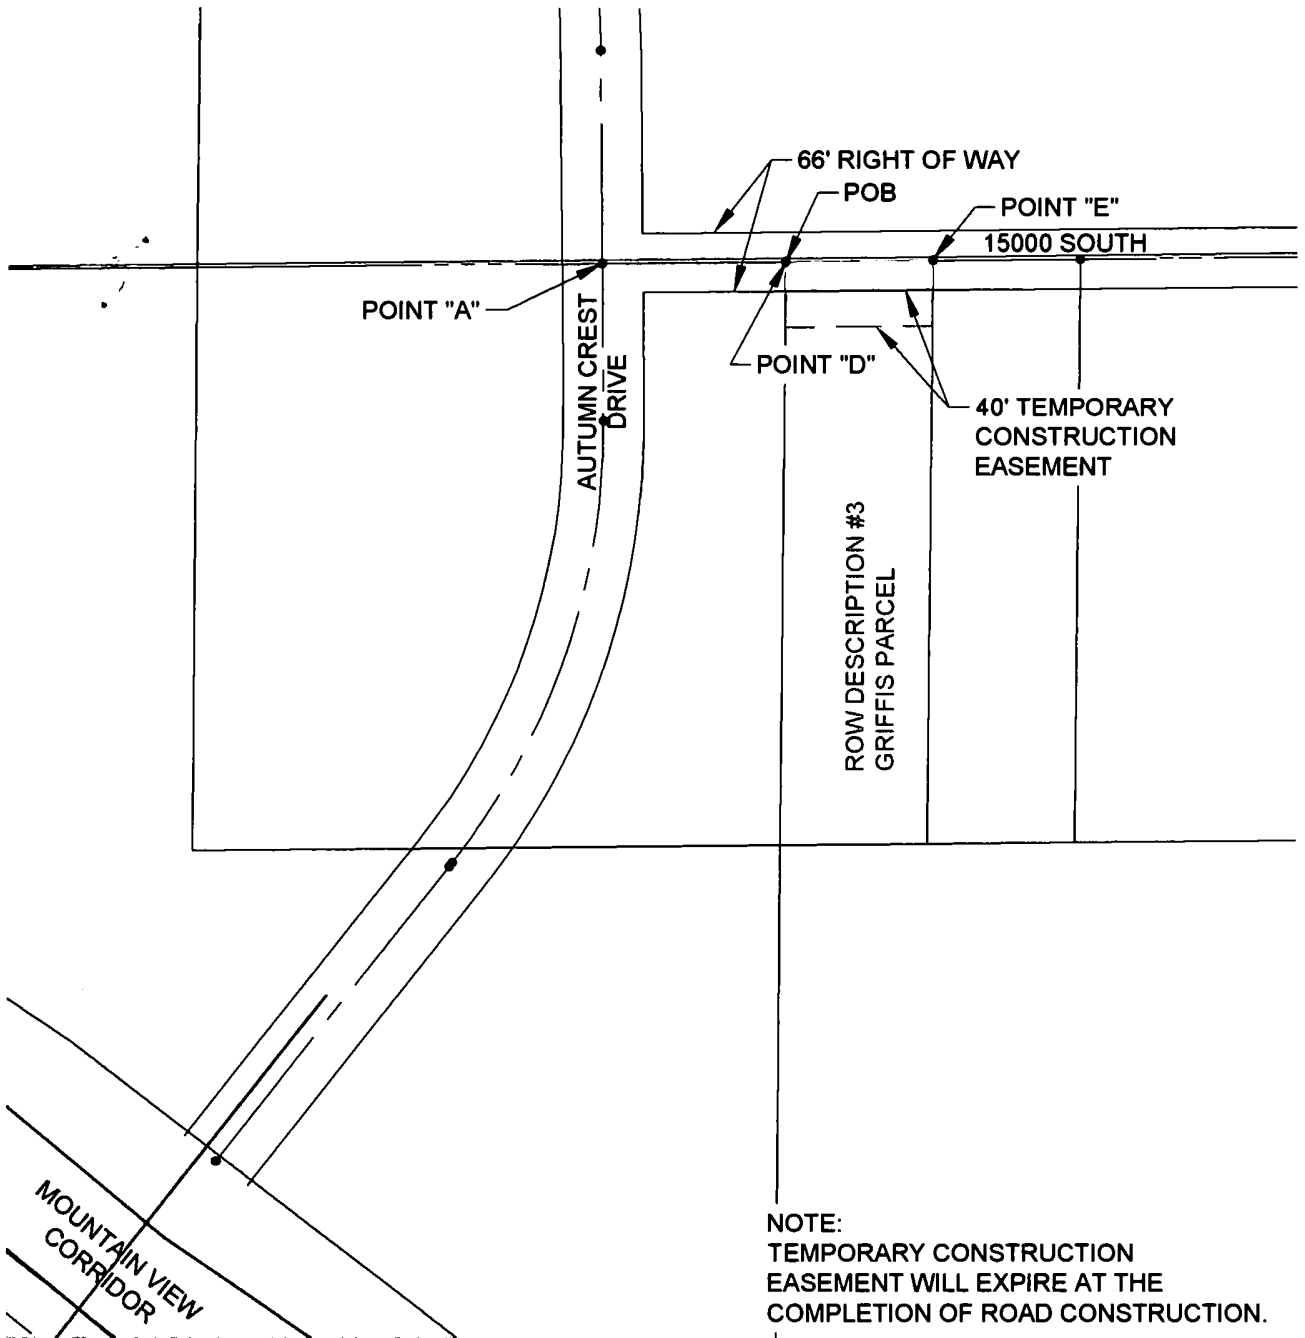 66' RIGHT OF WAY
POB
POINT "E"
15000 SOUTH
POINT "A"
POINT "D"
AUTUMN CREST
DRIVE
40' TEMPORARY
CONSTRUCTION
EASEMENT
ROW DESCRIPTION #3
GRIFFIS PARCEL
MOUNTAIN VIEW
CORRIDOR
NOTE:
TEMPORARY CONSTRUCTION
EASEMENT WILL EXPIRE AT THE
COMPLETION OF ROAD CONSTRUCTION.